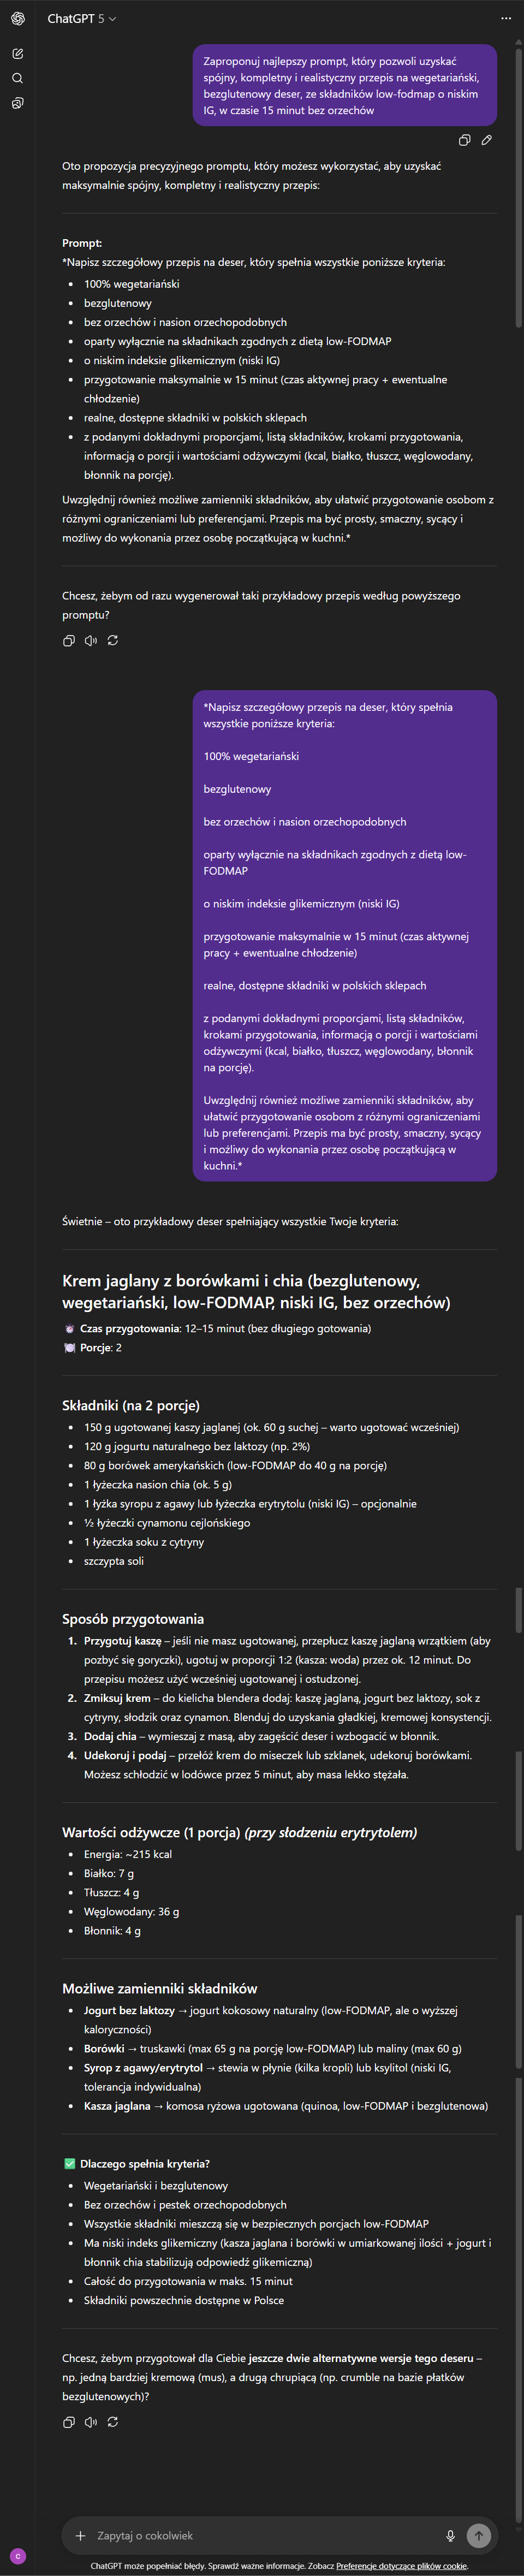 ChatGPT 5
Zaproponuj najlepszy prompt, który pozwoli uzyskać
spójny, kompletny i realistyczny przepis na wegetariański,
bezglutenowy deser, ze składników low-fodmap o niskim
IG, w czasie 15 minut bez orzechów
Oto propozycja precyzyjnego promptu, który możesz wykorzystać, aby uzyskać
maksymalnie spójny, kompletny i realistyczny przepis:
Prompt:
*Napisz szczegółowy przepis na deser, który spełnia wszystkie poniższe kryteria:
• 100% wegetariański
• bezglutenowy
• bez orzechów i nasion orzechopodobnych
• oparty wyłącznie na składnikach zgodnych z dietą low-FODMAP
• o niskim indeksie glikemicznym (niski IG)
• przygotowanie maksymalnie w 15 minut (czas aktywnej pracy + ewentualne
chłodzenie)
• realne, dostępne składniki w polskich sklepach
• z podanymi dokładnymi proporcjami, listą składników, krokami przygotowania,
informacją o porcji i wartościami odżywczymi (kcal, białko, tłuszcz, węglowodany,
błonnik na porcję).
Uwzględnij również możliwe zamienniki składników, aby ułatwić przygotowanie osobom z
różnymi ograniczeniami lub preferencjami. Przepis ma być prosty, smaczny, sycący i
możliwy do wykonania przez osobę początkującą w kuchni.*
Chcesz, żebym od razu wygenerował taki przykładowy przepis według powyższego
promptu?
*Napisz szczegółowy przepis na deser, który spełnia
wszystkie poniższe kryteria:
100% wegetariański
bezglutenowy
bez orzechów i nasion orzechopodobnych
oparty wyłącznie na składnikach zgodnych z dietą low-
FODMAP
o niskim indeksie glikemicznym (niski IG)
przygotowanie maksymalnie w 15 minut (czas aktywnej
pracy + ewentualne chłodzenie)
realne, dostępne składniki w polskich sklepach
z podanymi dokładnymi proporcjami, listą składników,
krokami przygotowania, informacją o porcji i wartościami
odżywczymi (kcal, białko, tłuszcz, węglowodany, błonnik
na porcję).
Uwzględnij również możliwe zamienniki składników, aby
ułatwić przygotowanie osobom z różnymi ograniczeniami
lub preferencjami. Przepis ma być prosty, smaczny, sycący
i możliwy do wykonania przez osobę początkującą w
kuchni.*
Świetnie – oto przykładowy deser spełniający wszystkie Twoje kryteria:
Krem jaglany z borówkami i chia (bezglutenowy,
wegetariański, low-FODMAP, niski IG, bez orzechów)
Czas przygotowania: 12–15 minut (bez długiego gotowania)
Porcje: 2
Składniki (na 2 porcje)
• 150 g ugotowanej kaszy jaglanej (ok. 60 g suchej – warto ugotować wcześniej)
• 120 g jogurtu naturalnego bez laktozy (np. 2%)
• 80 g borówek amerykańskich (low-FODMAP do 40 g na porcję)
• 1 łyżeczka nasion chia (ok. 5 g)
• 1 łyżka syropu z agawy lub łyżeczka erytrytolu (niski IG) – opcjonalnie
• ½ łyżeczki cynamonu cejlońskiego
• 1 łyżeczka soku z cytryny
• szczypta soli
Sposób przygotowania
1. Przygotuj kaszę – jeśli nie masz ugotowanej, przepłucz kaszę jaglaną wrzątkiem (aby
pozbyć się goryczki), ugotuj w proporcji 1:2 (kasza: woda) przez ok. 12 minut. Do
przepisu możesz użyć wcześniej ugotowanej i ostudzonej.
2. Zmiksuj krem – do kielicha blendera dodaj: kaszę jaglaną, jogurt bez laktozy, sok z
cytryny, słodzik oraz cynamon. Blenduj do uzyskania gładkiej, kremowej konsystencji.
3. Dodaj chia – wymieszaj z masą, aby zagęścić deser i wzbogacić w błonnik.
4. Udekoruj i podaj – przełóż krem do miseczek lub szklanek, udekoruj borówkami.
Możesz schłodzić w lodówce przez 5 minut, aby masa lekko stężała.
Wartości odżywcze (1 porcja) (przy słodzeniu erytrytolem)
• Energia: ~215 kcal
• Białko: 7 g
• Tłuszcz: 4 g
• Węglowodany: 36 g
• Błonnik: 4 g
Możliwe zamienniki składników
• Jogurt bez laktozy → jogurt kokosowy naturalny (low-FODMAP, ale o wyższej
kaloryczności)
• Borówki → truskawki (max 65 g na porcję low-FODMAP) lub maliny (max 60 g)
• Syrop z agawy/erytrytol → stewia w płynie (kilka kropli) lub ksylitol (niski IG,
tolerancja indywidualna)
• Kasza jaglana → komosa ryżowa ugotowana (quinoa, low-FODMAP i bezglutenowa)
✅ Dlaczego spełnia kryteria?
• Wegetariański i bezglutenowy
• Bez orzechów i pestek orzechopodobnych
• Wszystkie składniki mieszczą się w bezpiecznych porcjach low-FODMAP
• Ma niski indeks glikemiczny (kasza jaglana i borówki w umiarkowanej ilości + jogurt i
błonnik chia stabilizują odpowiedź glikemiczną)
• Całość do przygotowania w maks. 15 minut
• Składniki powszechnie dostępne w Polsce
Chcesz, żebym przygotował dla Ciebie jeszcze dwie alternatywne wersje tego deseru –
np. jedną bardziej kremową (mus), a drugą chrupiącą (np. crumble na bazie płatków
bezglutenowych)?
Zapytaj o cokolwiek
C
ChatGPT może popełniać błędy. Sprawdź ważne informacje. Zobacz Preferencje dotyczące plików cookie.